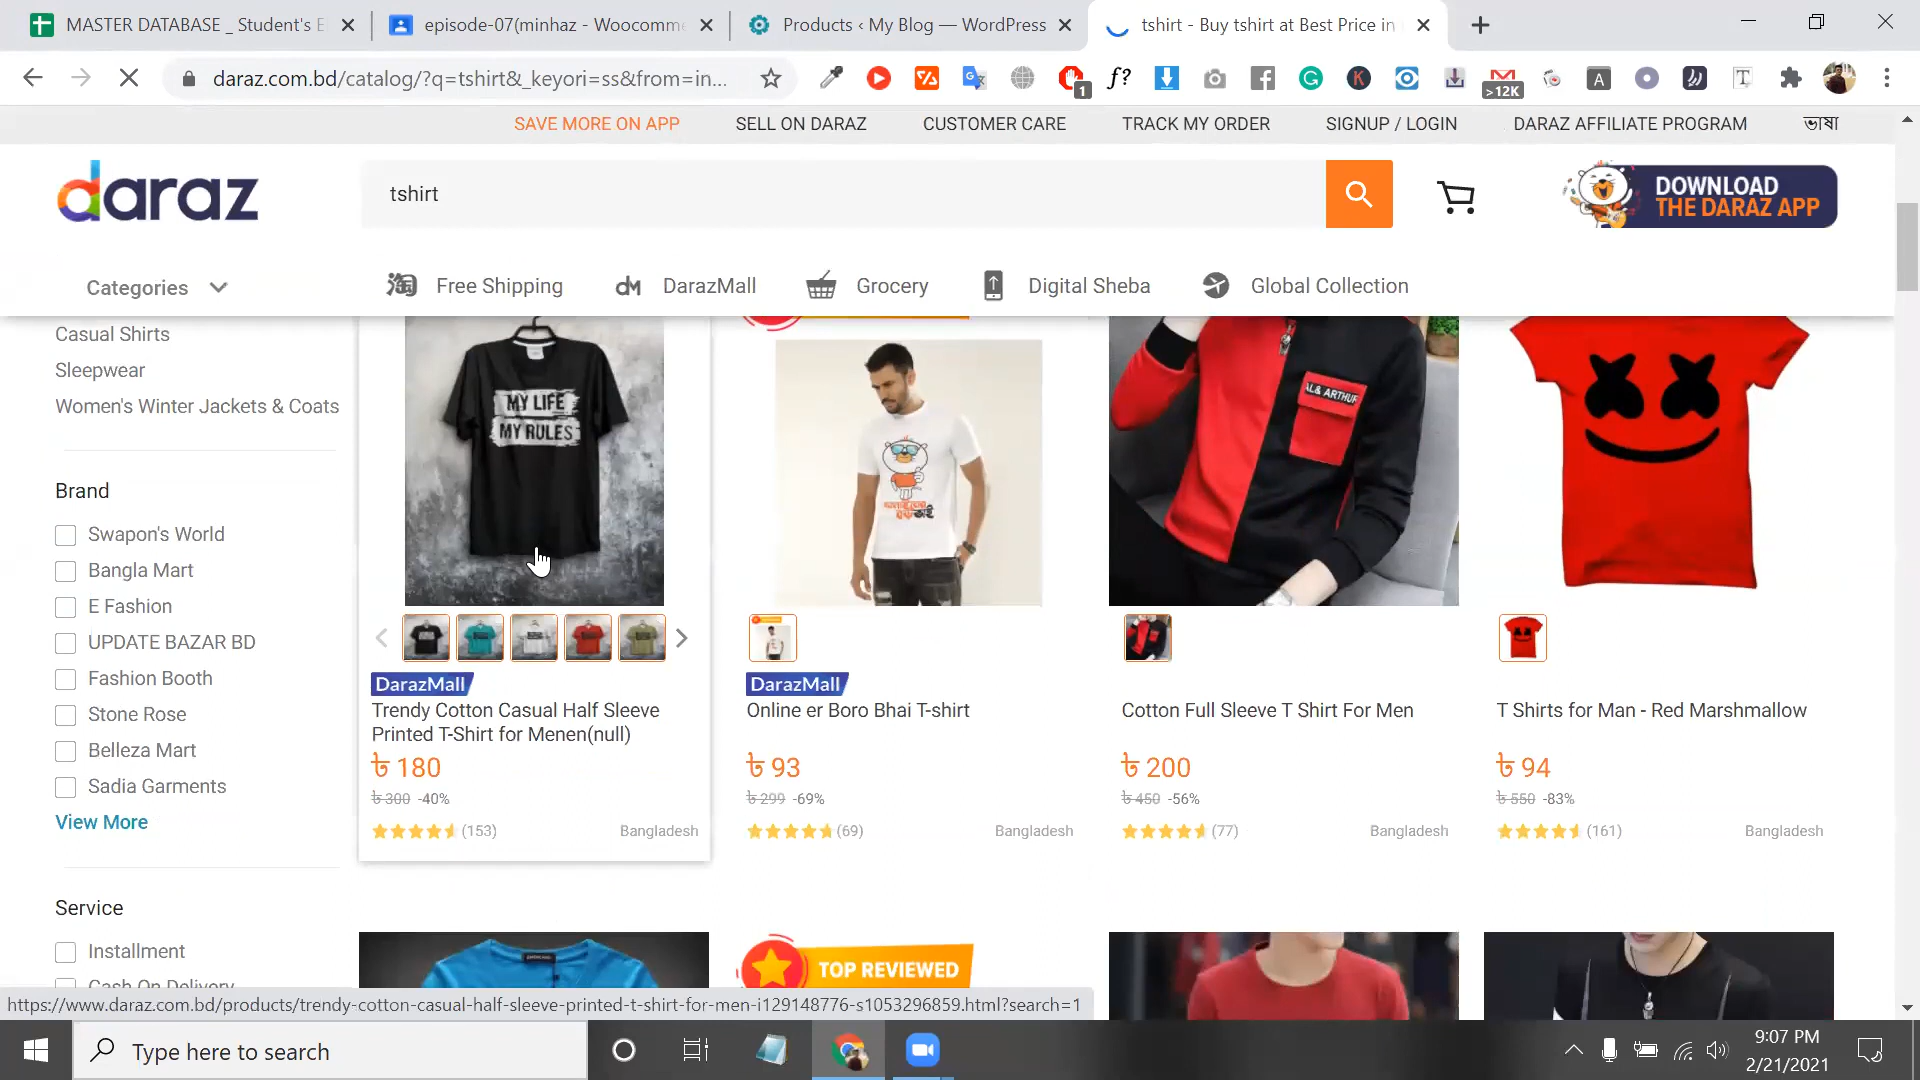 MASTER DATABASE _ Student's E
episode-07(minhaz - Woocomme
Products ‹ My Blog — WordPress
tshirt - Buy tshirt at Best Price in
daraz.com.bd/catalog/?q=tshirt&_keyori=ss&from=in...
1
f?
>12K
A
T
SAVE MORE ON APP
SELL ON DARAZ
CUSTOMER CARE
TRACK MY ORDER
SIGNUP / LOGIN
DARAZ AFFILIATE PROGRAM
ভাষা
daraz
tshirt
DOWNLOAD
THE DARAZ APP
Categories
Free Shipping
DarazMall
Grocery
Digital Sheba
Global Collection
Casual Shirts
Sleepwear
Women's Winter Jackets & Coats
Brand
Swapon's World
Bangla Mart
E Fashion
UPDATE BAZAR BD
Fashion Booth
Stone Rose
Belleza Mart
Sadia Garments
View More
Service
Installment
Cash On Delivery
MY LIFE
MY RULES
DarazMall
Trendy Cotton Casual Half Sleeve
Printed T-Shirt for Menen(null)
৳ 180
৳ 300 -40%
(153)
Bangladesh
DarazMall
Online er Boro Bhai T-shirt
৳ 93
৳ 299 -69%
(69)
Bangladesh
AL& ARTHUR
Cotton Full Sleeve T Shirt For Men
৳ 200
৳ 450 -56%
(77)
Bangladesh
T Shirts for Man - Red Marshmallow
৳ 94
৳ 550 -83%
(161)
Bangladesh
TOP REVIEWED
https://www.daraz.com.bd/products/trendy-cotton-casual-half-sleeve-printed-t-shirt-for-men-i129148776-s1053296859.html?search=1
Type here to search
9:07 PM
2/21/2021